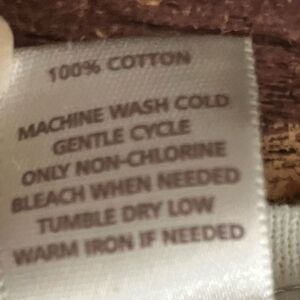 100% COTTON
MACHINE WASH COLD
GENTLE CYCLE
ONLY NON-CHLORINE
BLEACH WHEN NEEDED
TUMBLE DRY LOW
WARM IRON IF NEEDED